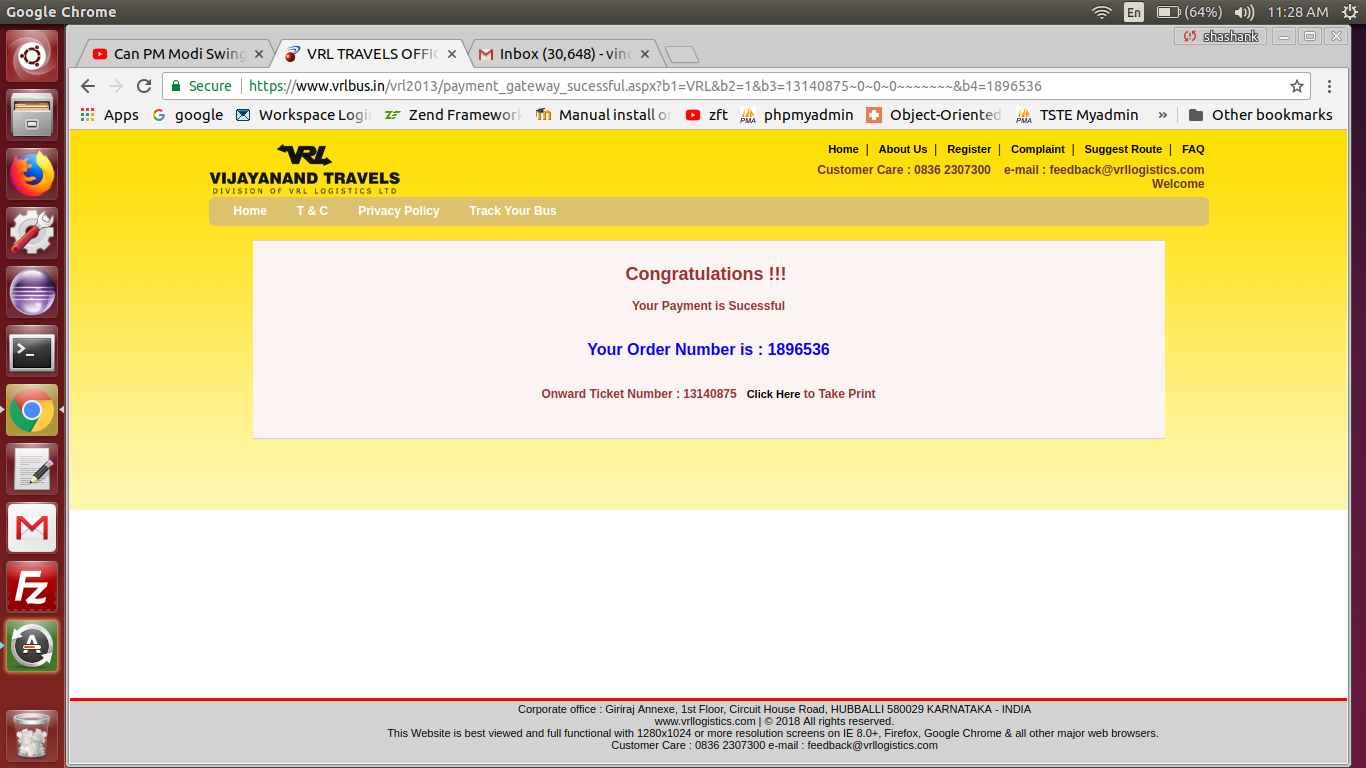 Google Chrome
En
(64%)
11:28 AM
shashank
Can PM Modi Swing
VRL TRAVELS OFFIC
Inbox (30,648) - vin
Secure
https://www.vrlbus.in/vrl2013/payment_gateway_sucessful.aspx?b1=VRL&b2=1&b3=13140875~0~0~0~~~~~~~&b4=1896536
Apps
google
Workspace Logi
Zend Framework
Manual install or
zft
phpmyadmin
Object-Oriented
TSTE Myadmin
»
Other bookmarks
VRL
VIJAYANAND TRAVELS
DIVISION OF VRL LOGISTICS LTD
Home | About Us | Register | Complaint | Suggest Route | FAQ
Customer Care : 0836 2307300 e-mail : feedback@vrllogistics.com
Welcome
Home T & C Privacy Policy Track Your Bus
Congratulations !!!
Your Payment is Sucessful
Your Order Number is : 1896536
Onward Ticket Number : 13140875 Click Here to Take Print
Corporate office : Giriraj Annexe, 1st Floor, Circuit House Road, HUBBALLI 580029 KARNATAKA - INDIA
www.vrllogistics.com | © 2018 All rights reserved.
This Website is best viewed and full functional with 1280x1024 or more resolution screens on IE 8.0+, Firefox, Google Chrome & all other major web browsers.
Customer Care : 0836 2307300 e-mail : feedback@vrllogistics.com